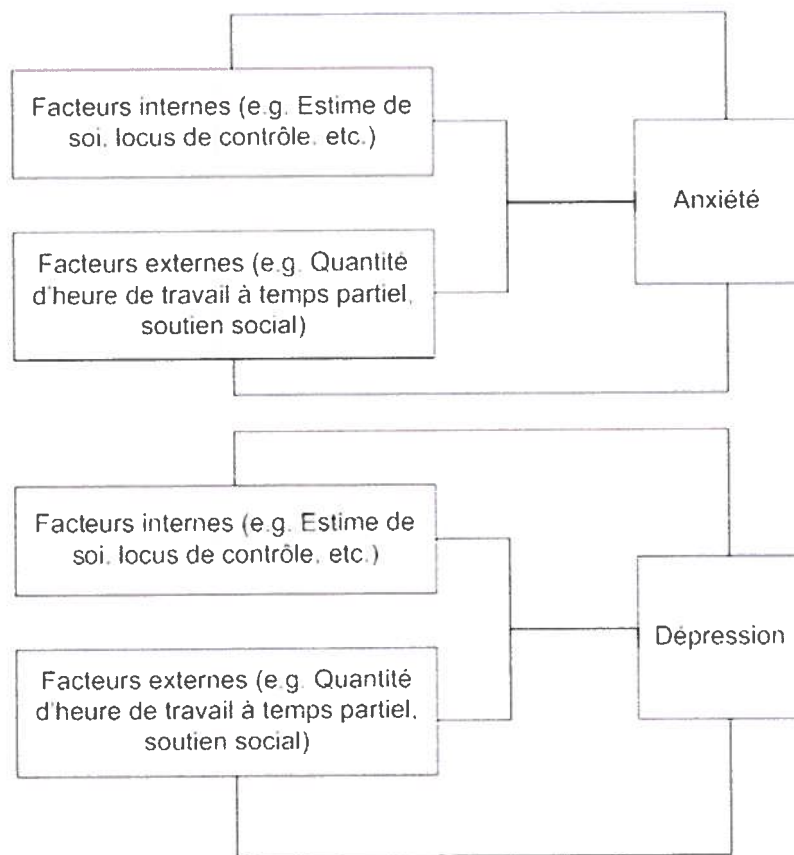 Facteurs internes (e.g. Estime de
soi, locus de contrôle, etc.)
Anxiété
Facteurs externes (e.g. Quantité
d'heure de travail à temps partiel,
soutien social)
Facteurs internes (e.g. Estime de
soi, locus de contrôle, etc.)
Dépression
Facteurs externes (e.g. Quantité
d'heure de travail à temps partiel,
soutien social)